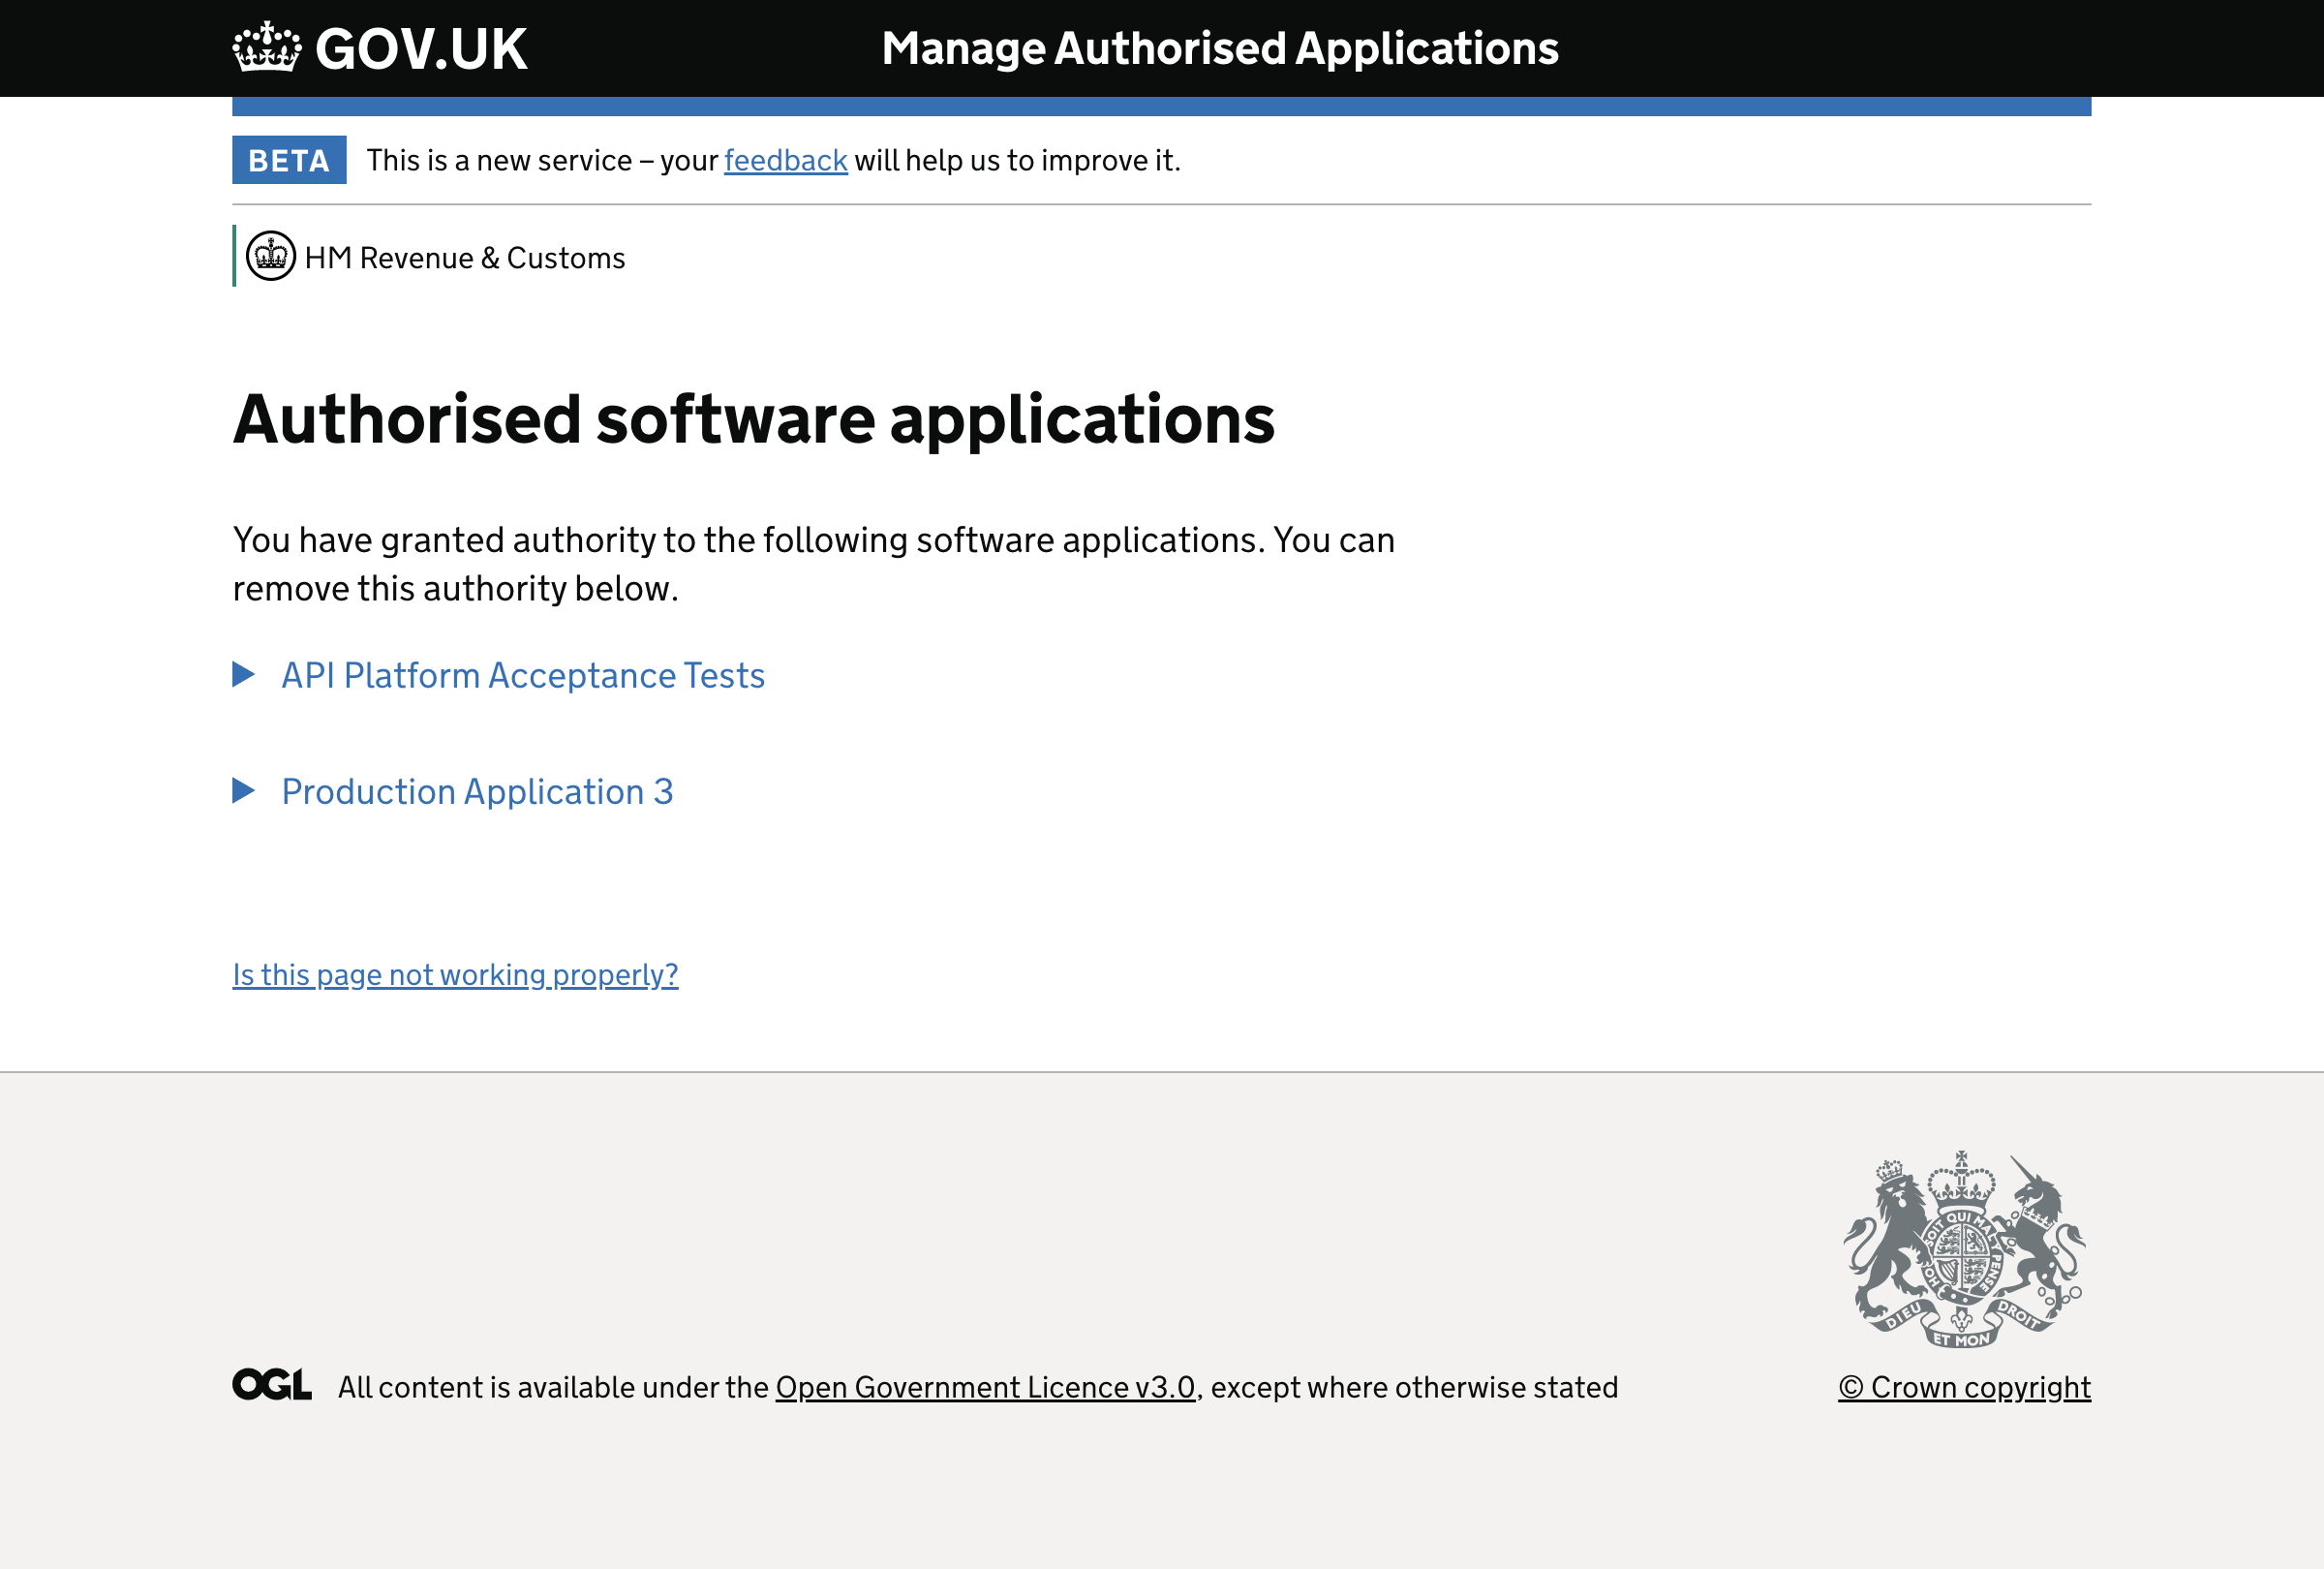 GOV.UK
Manage Authorised Applications
BETA This is a new service – your feedback will help us to improve it.
HM Revenue & Customs
Authorised software applications
You have granted authority to the following software applications. You can
remove this authority below.
API Platform Acceptance Tests
Production Application 3
Is this page not working properly?
SOIT QUI MAL Y PENSE
HON
DIEU ET MON DROIT
OGL All content is available under the Open Government Licence v3.0, except where otherwise stated
© Crown copyright